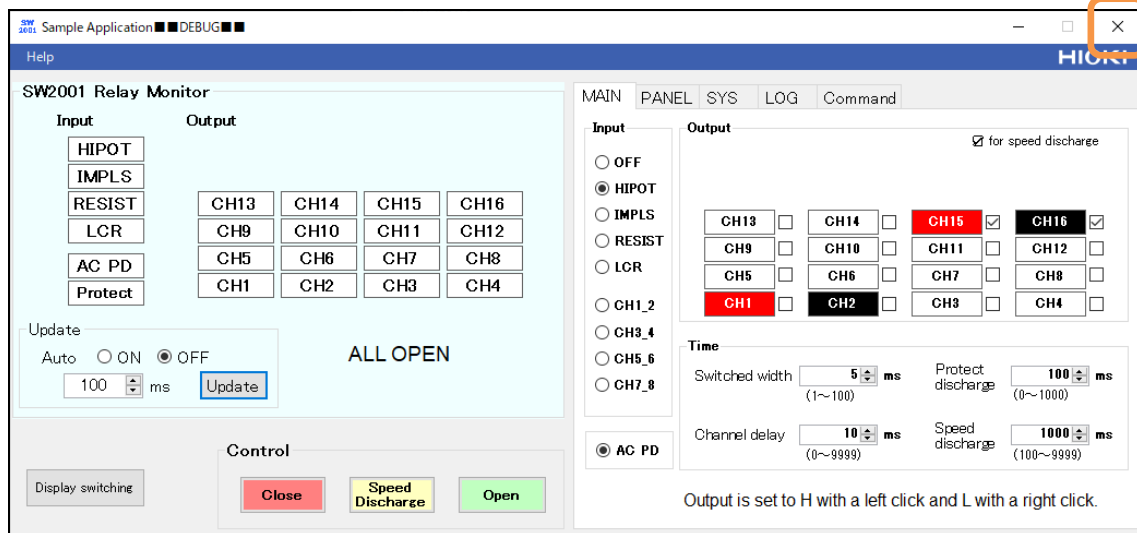 SW
2001 Sample Application■■DEBUG■■
Help
HIOKI
SW2001 Relay Monitor
Input Output
HIPOT
IMPLS
RESIST CH13 CH14 CH15 CH16
LCR CH9 CH10 CH11 CH12
AC PD CH5 CH6 CH7 CH8
Protect CH1 CH2 CH3 CH4
Update
Auto ON OFF
100 ms Update
ALL OPEN
Display switching
Control
Close Speed Discharge Open
MAIN PANEL SYS LOG Command
Input
OFF
HIPOT
IMPLS
RESIST
LCR
CH1_2
CH3_4
CH5_6
CH7_8
AC PD
Output
for speed discharge
CH13 CH14 CH15 CH16
CH9 CH10 CH11 CH12
CH5 CH6 CH7 CH8
CH1 CH2 CH3 CH4
Time
Switched width 5 ms Protect discharge 100 ms
(1～100) (0～1000)
Channel delay 10 ms Speed discharge 1000 ms
(0～9999) (100～9999)
Output is set to H with a left click and L with a right click.